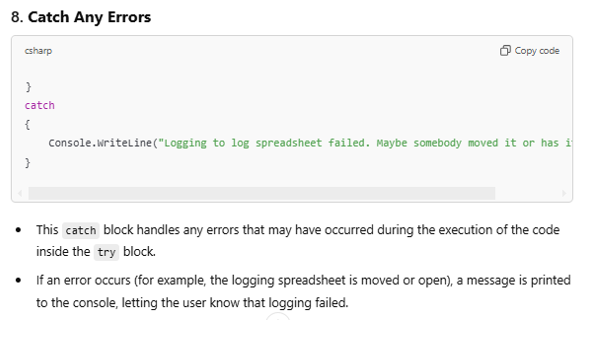 8. Catch Any Errors
csharp
Copy code
}
catch
{
Console.WriteLine("Logging to log spreadsheet failed. Maybe somebody moved it or has i
}
• This catch block handles any errors that may have occurred during the execution of the code
inside the try block.
• If an error occurs (for example, the logging spreadsheet is moved or open), a message is printed
to the console, letting the user know that logging failed.